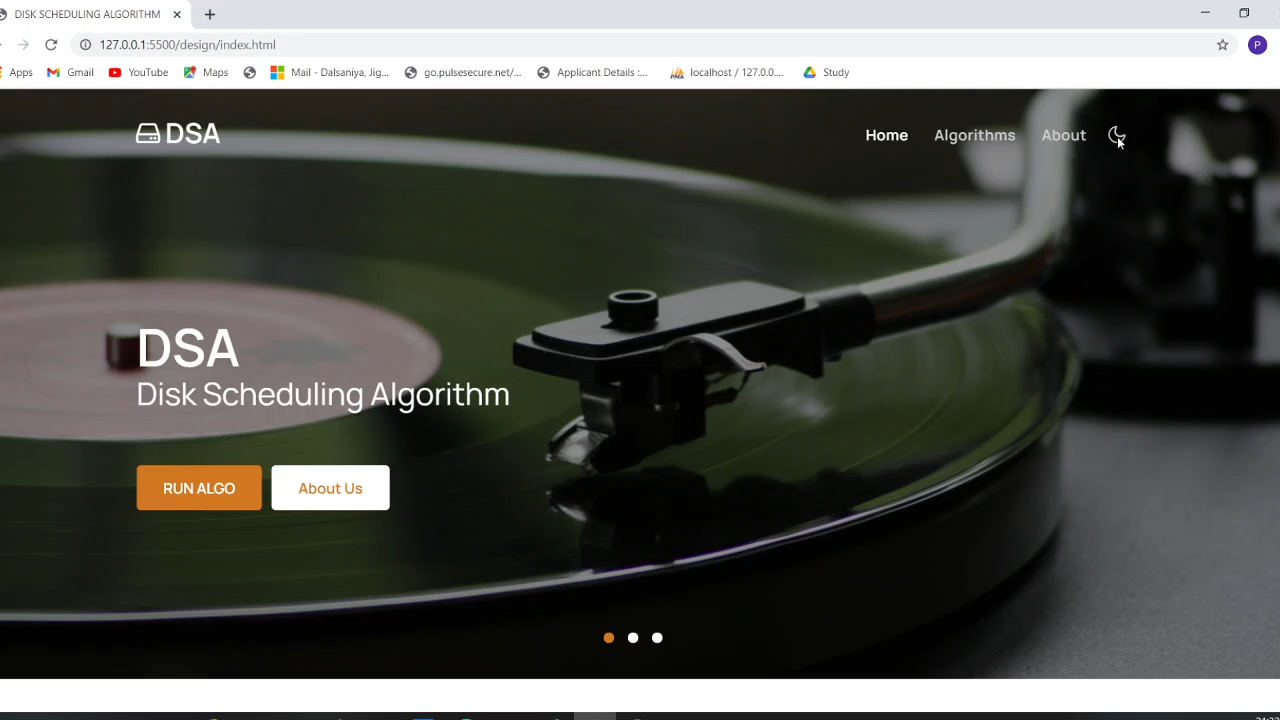 DISK SCHEDULING ALGORITHM
127.0.0.1:5500/design/index.html
P
Apps Gmail YouTube Maps Mail - Dalsaniya, Jig... go.pulsesecure.net/... Applicant Details :... PMA localhost / 127.0.0.... Study
DSA Home Algorithms About
DSA
Disk Scheduling Algorithm
RUN ALGO About Us